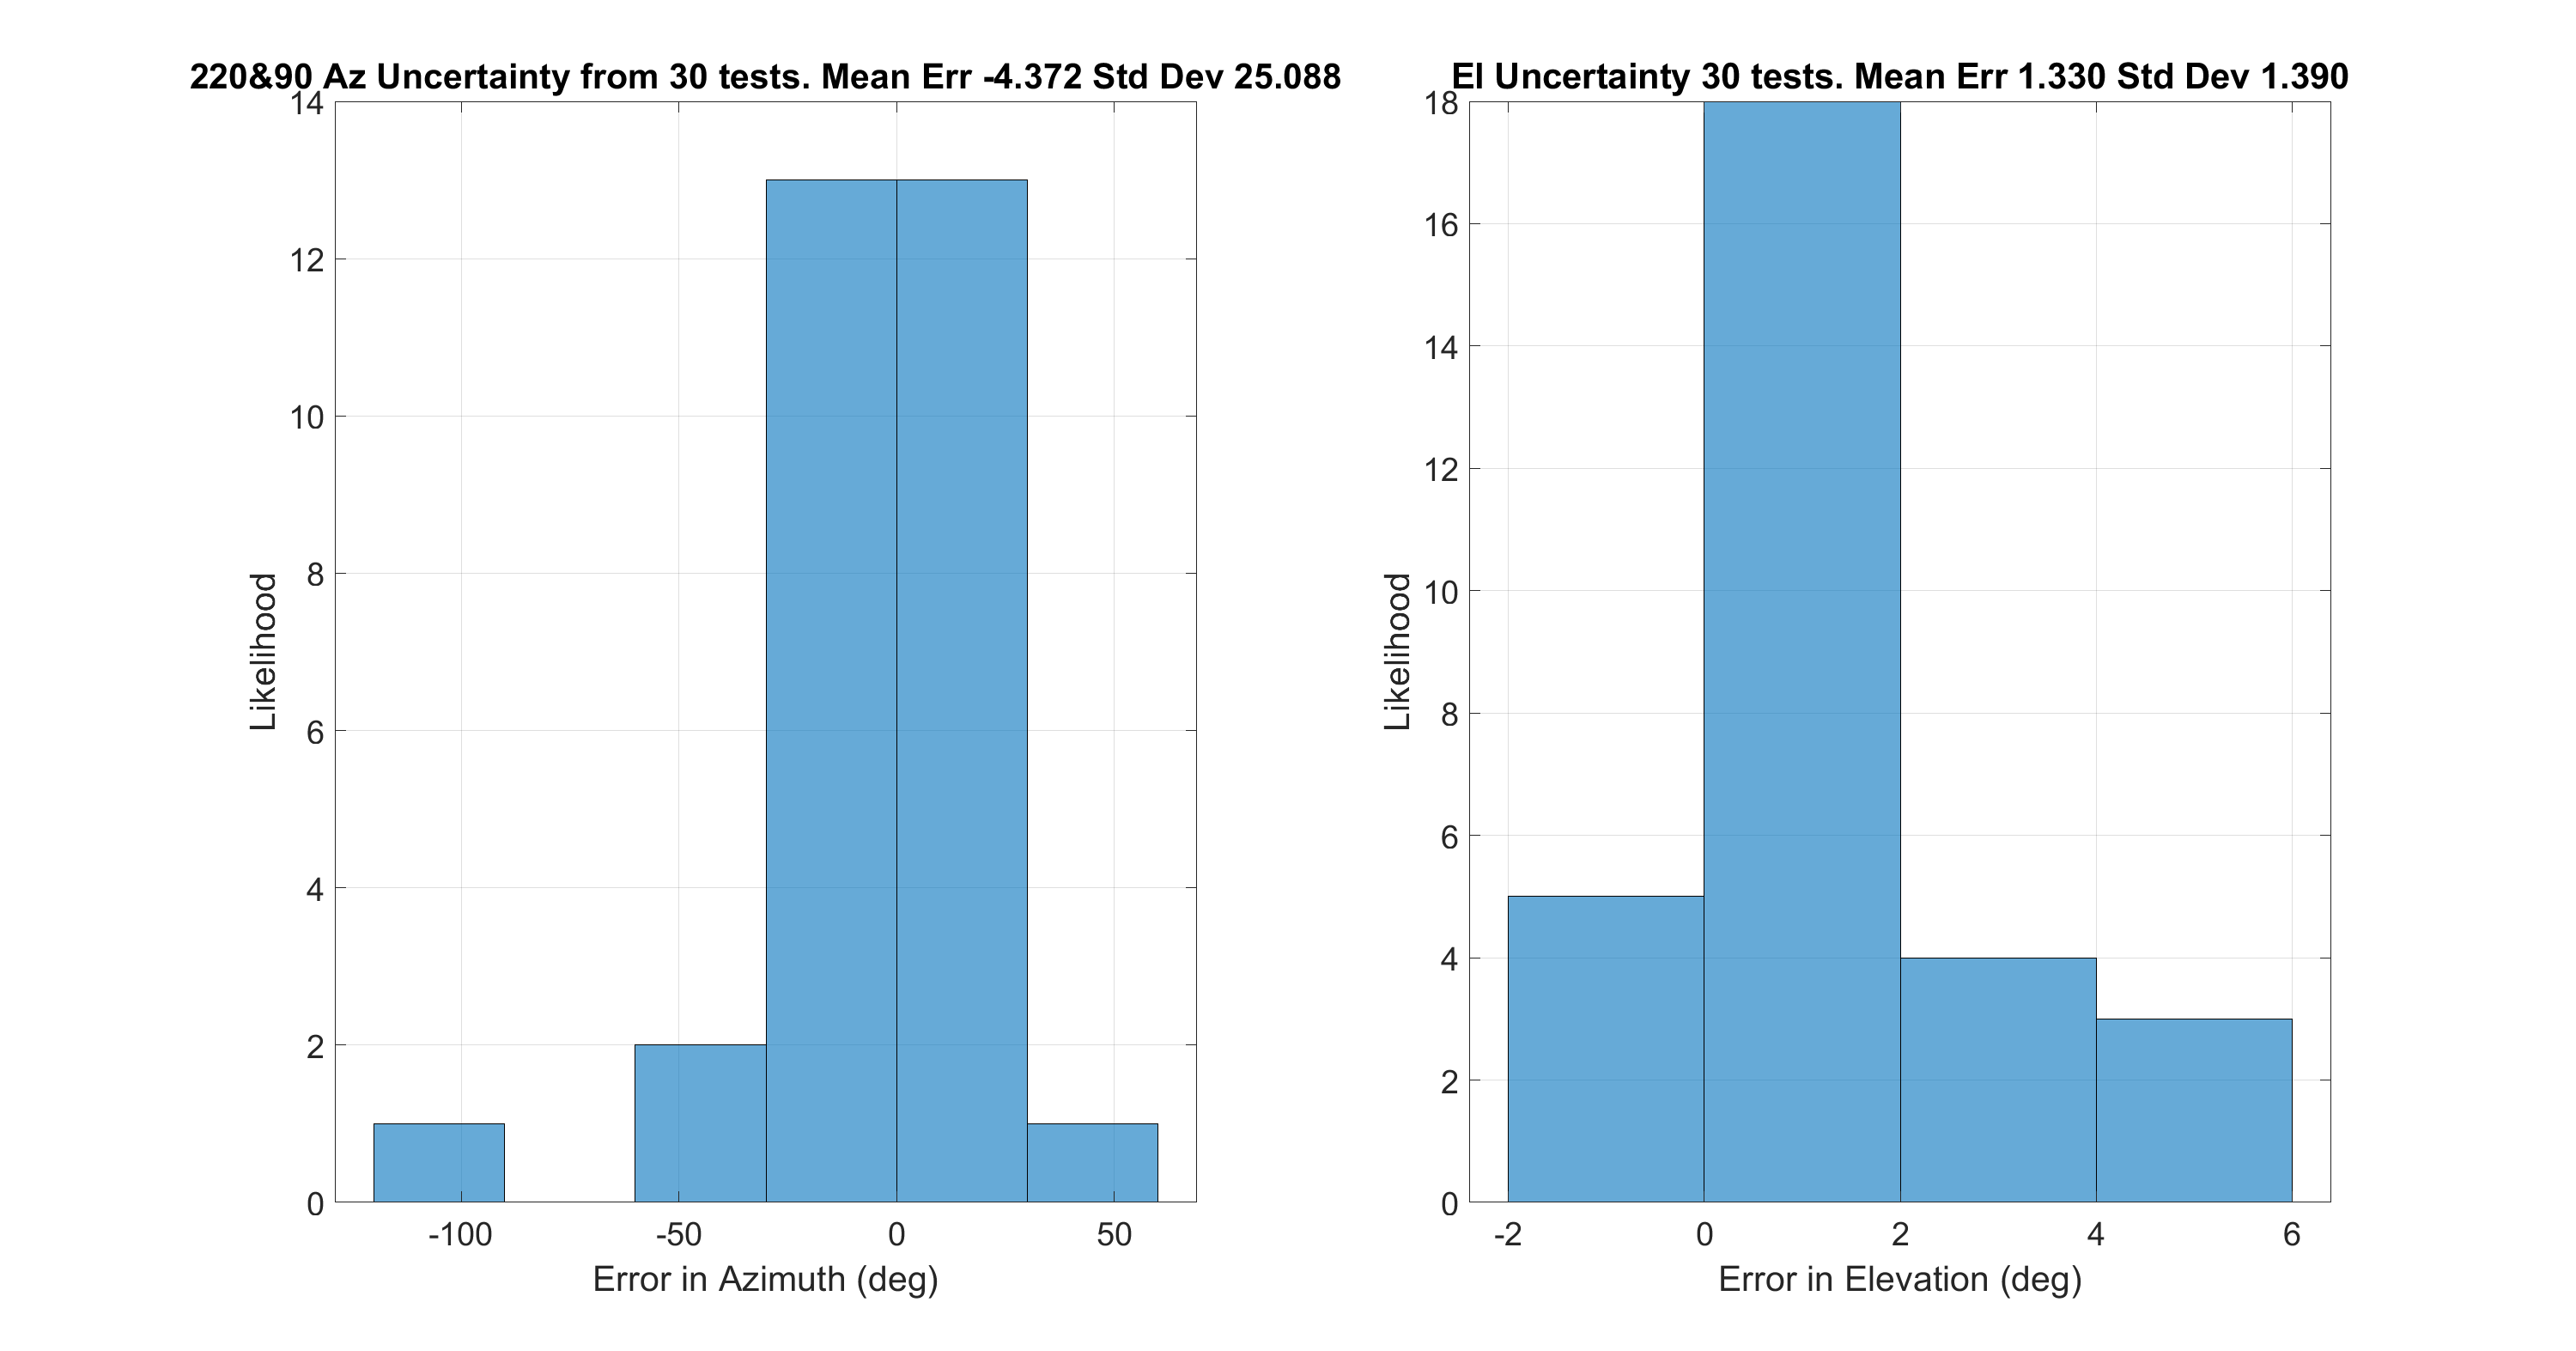 220&90 Az Uncertainty from 30 tests. Mean Err -4.372 Std Dev 25.088
14
12
10
8
6
4
2
0
Likelihood
-100 -50 0 50
Error in Azimuth (deg)
El Uncertainty 30 tests. Mean Err 1.330 Std Dev 1.390
18
16
14
12
10
8
6
4
2
0
Likelihood
-2 0 2 4 6
Error in Elevation (deg)